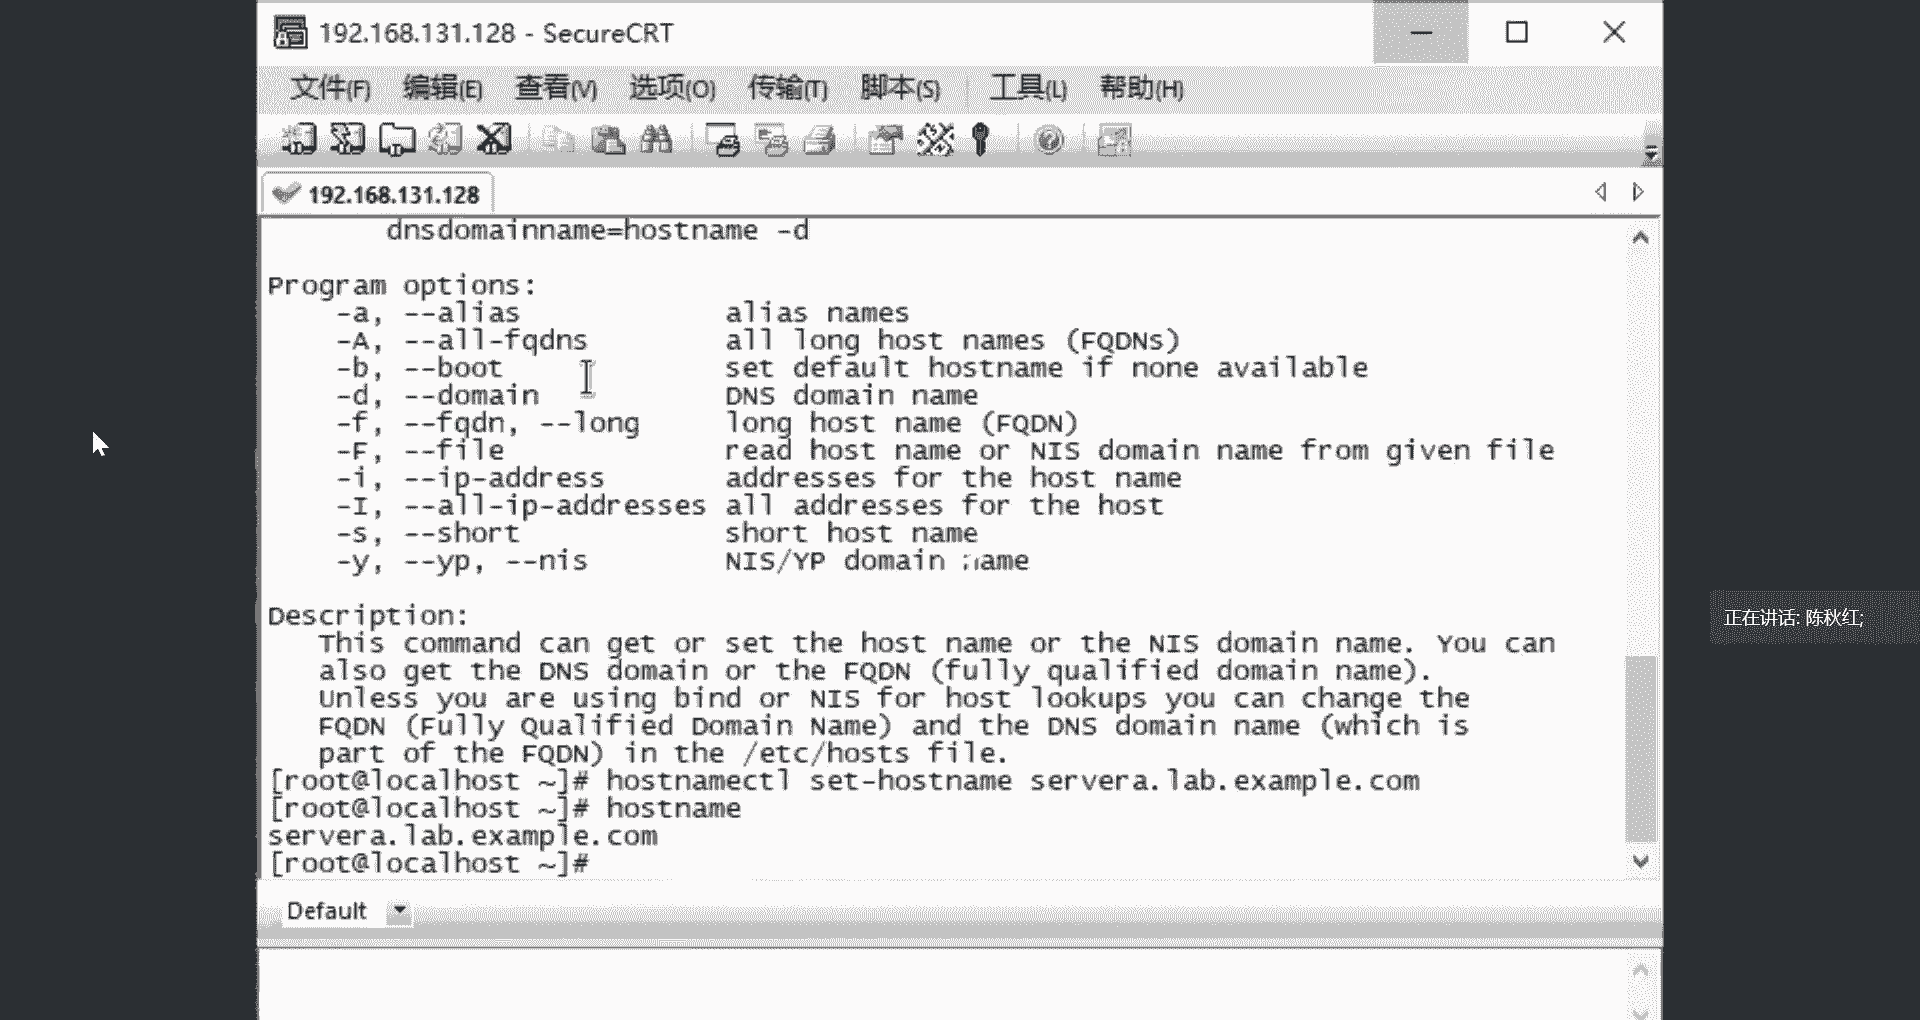 192.168.131.128 - SecureCRT
文件(F) 编辑(E) 查看(V) 选项(O) 传输(T) 脚本(S) 工具(L) 帮助(H)
192.168.131.128
dnsdomainname=hostname -d
Program options:
-a, --alias alias names
-A, --all-fqdns all long host names (FQDNs)
-b, --boot set default hostname if none available
-d, --domain DNS domain name
-f, --fqdn, --long long host name (FQDN)
-F, --file read host name or NIS domain name from given file
-i, --ip-address addresses for the host name
-I, --all-ip-addresses all addresses for the host
-s, --short short host name
-y, --yp, --nis NIS/YP domain name
Description:
This command can get or set the host name or the NIS domain name. You can
also get the DNS domain or the FQDN (fully qualified domain name).
Unless you are using bind or NIS for host lookups you can change the
FQDN (Fully Qualified Domain Name) and the DNS domain name (which is
part of the FQDN) in the /etc/hosts file.
[root@localhost ~]# hostnamectl set-hostname servera.lab.example.com
[root@localhost ~]# hostname
servera.lab.example.com
[root@localhost ~]#
Default
正在讲话: 陈秋红;